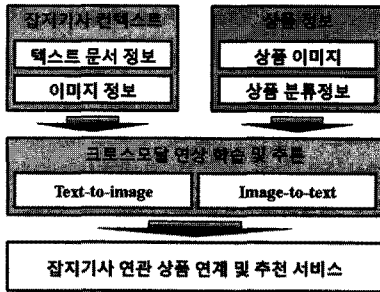 잡지기사 컨텍스트
상품 정보
텍스트 문서 정보
상품 이미지
이미지 정보
상품 분류정보
크로스모달 연상 학습 및 추론
Text-to-image
Image-to-text
잡지기사 연관 상품 연계 및 추천 서비스